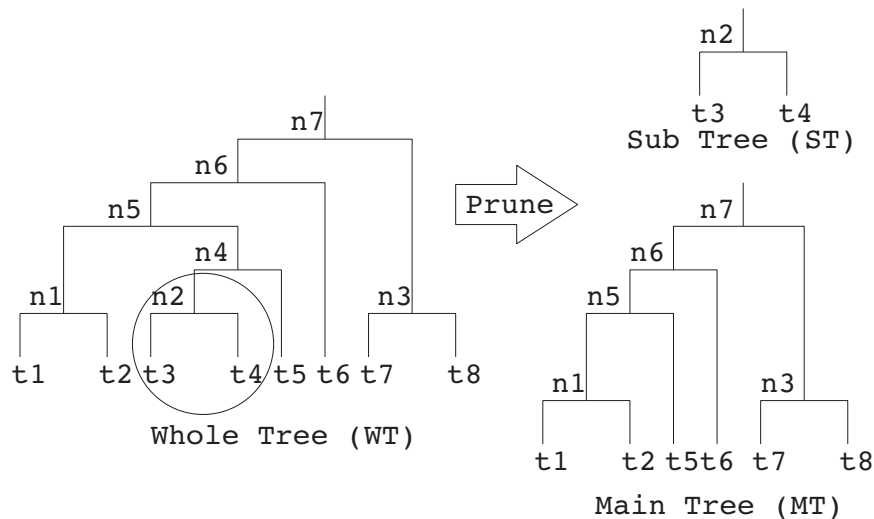 n7
n6
n5
n4
n1
n2
n3
t1 t2 t3 t4 t5 t6 t7 t8
Whole Tree (WT)
Prune
n2
t3 t4
Sub Tree (ST)
n7
n6
n5
n1
n3
t1 t2 t5 t6 t7 t8
Main Tree (MT)